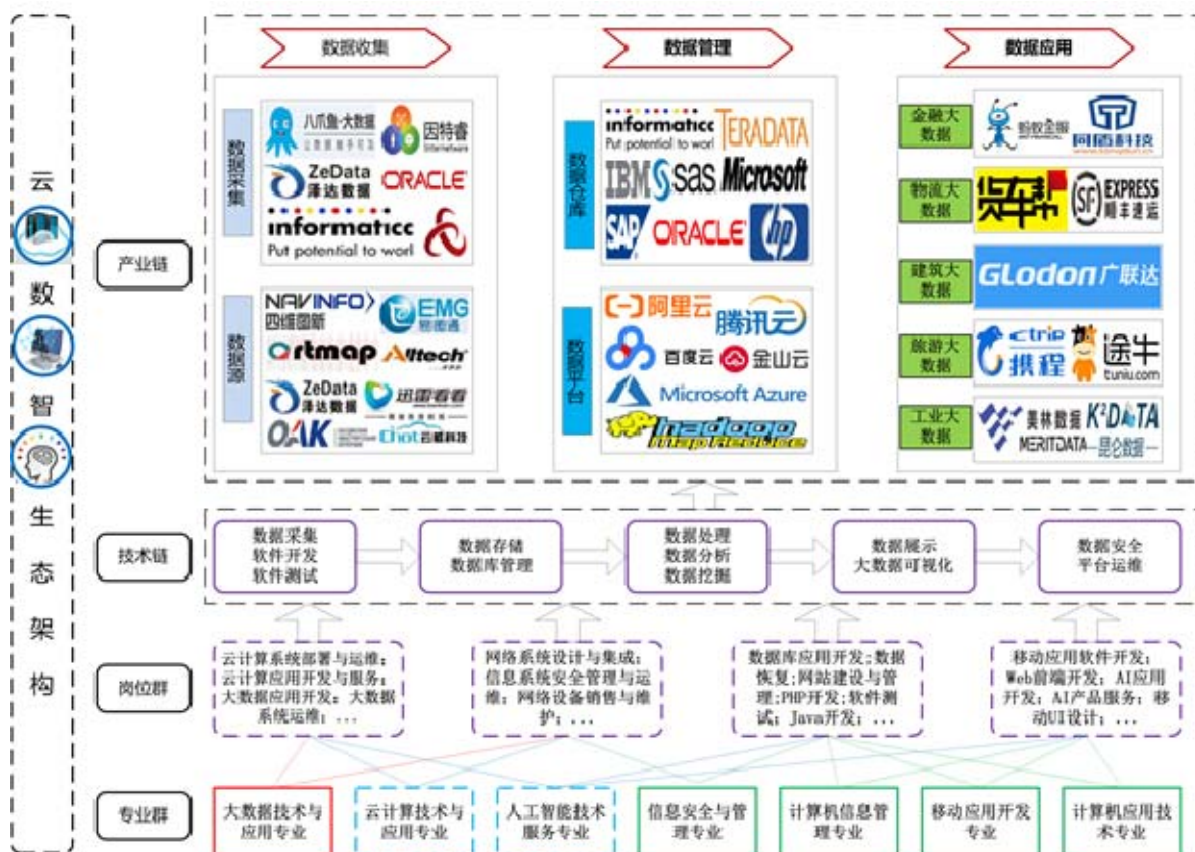 云
数
智
生
态
架
构
产业链
数据收集
数据管理
数据应用
数据采集
八爪鱼·大数据
因特睿
internetware
ZeData
泽达数据
ORACLE
informatica
Put potential to worl
数据源
NAVINFO
四维图新
EMG
易图通
artmap
Alltech
ZeData
泽达数据
迅雷看看
OAK
云威科技
数据仓库
informatica
Put potential to worl
TERADATA
IBM
sas
Microsoft
SAP
ORACLE
hp
数据平台
阿里云
腾讯云
百度云
金山云
Microsoft Azure
hadoop
Map Reduce
金融大
数据
蚂蚁金服
同盾科技
物流大
数据
货车帮
SF EXPRESS
顺丰速运
建筑大
数据
GLodon广联达
旅游大
数据
ctrip
携程
途牛
tuniu.com
工业大
数据
美林数据
MERITDATA
K²DATA
昆仑数据
技术链
数据采集
软件开发
软件测试
数据存储
数据库管理
数据处理
数据分析
数据挖掘
数据展示
大数据可视化
数据安全
平台运维
岗位群
云计算系统部署与运维;
云计算应用开发与服务;
大数据应用开发; 大数据
系统运维; ...
网络系统设计与集成;
信息系统安全管理与运
维; 网络设备销售与维
护; ...
数据库应用开发;数据
恢复;网站建设与管
理;PHP开发;软件测
试; Java开发; ...
移动应用软件开发;
Web前端开发; AI应用
开发; AI产品服务; 移
动UI设计; ...
专业群
大数据技术与
应用专业
云计算技术与
应用专业
人工智能技术
服务专业
信息安全与管
理专业
计算机信息管
理专业
移动应用开发
专业
计算机应用技
术专业